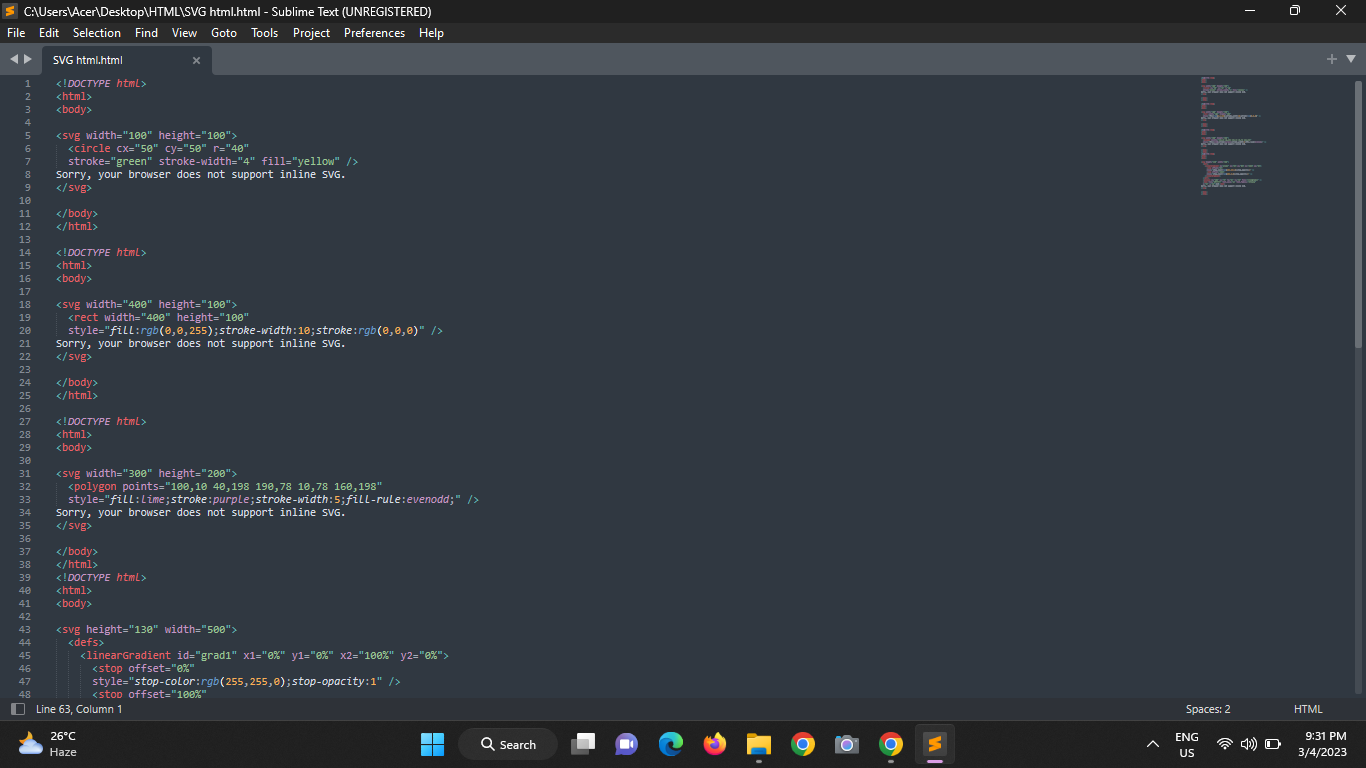 C:\Users\Acer\Desktop\HTML\SVG html.html - Sublime Text (UNREGISTERED)
File Edit Selection Find View Goto Tools Project Preferences Help
SVG html.html
1 <!DOCTYPE html>
2 <html>
3 <body>
4
5 <svg width="100" height="100">
6 <circle cx="50" cy="50" r="40"
7 stroke="green" stroke-width="4" fill="yellow" />
8 Sorry, your browser does not support inline SVG.
9 </svg>
10
11 </body>
12 </html>
13
14 <!DOCTYPE html>
15 <html>
16 <body>
17
18 <svg width="400" height="100">
19 <rect width="400" height="100"
20 style="fill:rgb(0,0,255);stroke-width:10;stroke:rgb(0,0,0)" />
21 Sorry, your browser does not support inline SVG.
22 </svg>
23
24 </body>
25 </html>
26
27 <!DOCTYPE html>
28 <html>
29 <body>
30
31 <svg width="300" height="200">
32 <polygon points="100,10 40,198 190,78 10,78 160,198"
33 style="fill:lime;stroke:purple;stroke-width:5;fill-rule:evenodd;" />
34 Sorry, your browser does not support inline SVG.
35 </svg>
36
37 </body>
38 </html>
39 <!DOCTYPE html>
40 <html>
41 <body>
42
43 <svg height="130" width="500">
44 <defs>
45 <linearGradient id="grad1" x1="0%" y1="0%" x2="100%" y2="0%">
46 <stop offset="0%"
47 style="stop-color:rgb(255,255,0);stop-opacity:1" />
48 <stop offset="100%"
Line 63, Column 1
Spaces: 2
HTML
26°C
Haze
Search
ENG
US
9:31 PM
3/4/2023